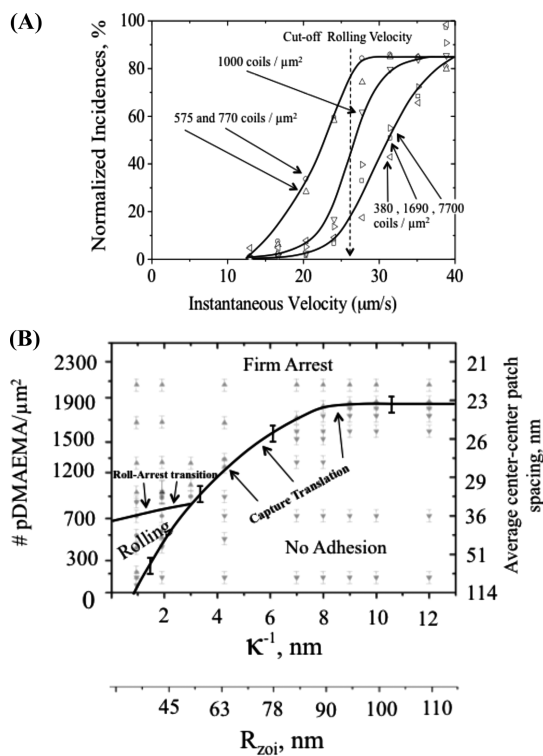 (A)
Normalized Incidences, %
100
80
60
40
20
0
Cut-off Rolling Velocity
1000 coils / µm²
575 and 770 coils / µm²
380 , 1690 , 7700
coils / µm²
0
10
20
30
40
Instantaneous Velocity (µm/s)
(B)
# pDMAEMA/µm²
2300
1900
1500
1200
700
300
0
Firm Arrest
Roll-Arrest transition
Rolling
Capture Translation
No Adhesion
21
23
26
29
36
51
114
Average center-center patch
spacing, nm
2
4
6
8
10
12
κ⁻¹, nm
45
63
78
90
100
110
R_zoi, nm